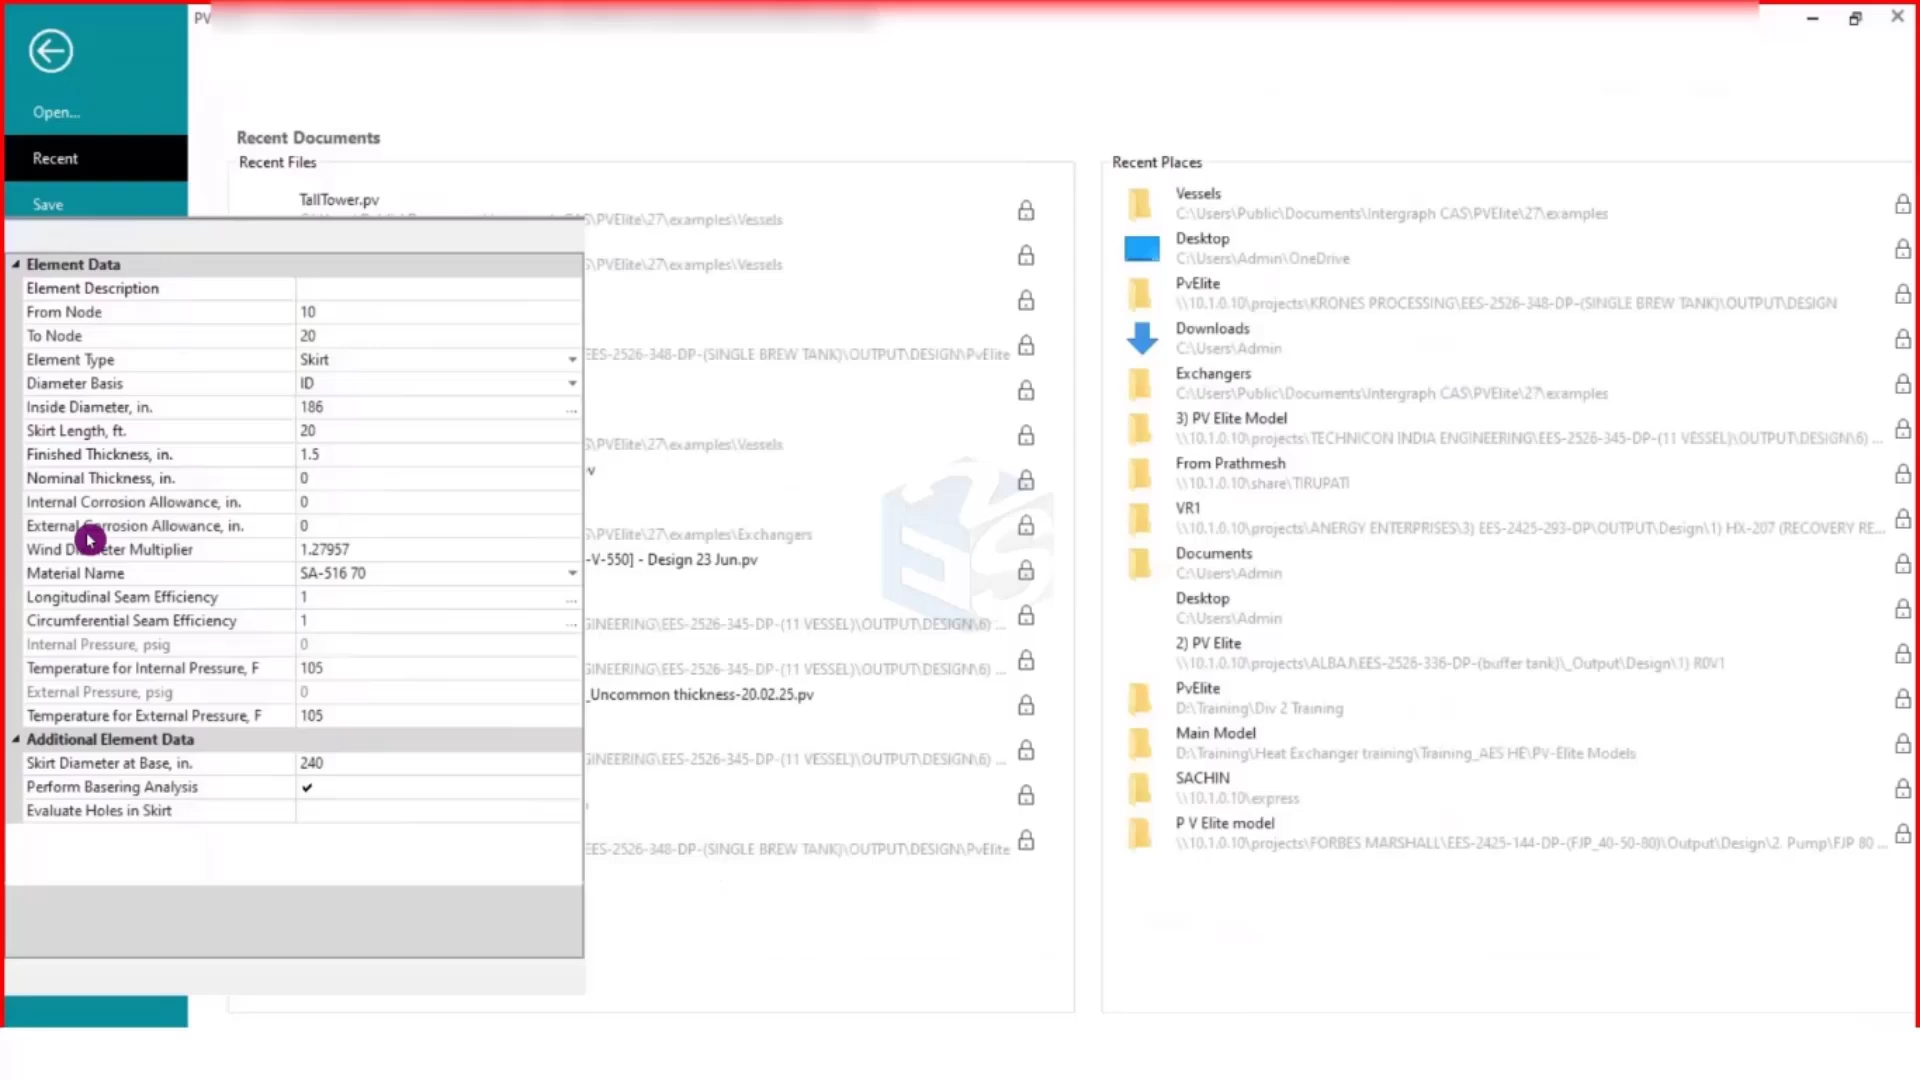 PV
Open...
Recent
Save
Recent Documents
Recent Files
TallTower.pv
\PVElite\27\examples\Vessels
\PVElite\27\examples\Vessels
EES-2526-348-DP-(SINGLE BREW TANK)\OUTPUT\DESIGN\PvElite
\PVElite\27\examples\Vessels
\PVElite\27\examples\Exchangers
-V-550] - Design 23 Jun.pv
GINEERING\EES-2526-345-DP-(11 VESSEL)\OUTPUT\DESIGN\6) ...
GINEERING\EES-2526-345-DP-(11 VESSEL)\OUTPUT\DESIGN\6) ...
_Uncommon thickness-20.02.25.pv
GINEERING\EES-2526-345-DP-(11 VESSEL)\OUTPUT\DESIGN\6) ...
EES-2526-348-DP-(SINGLE BREW TANK)\OUTPUT\DESIGN\PvElite
Element Data
Element Description
From Node 10
To Node 20
Element Type Skirt
Diameter Basis ID
Inside Diameter, in. 186 ...
Skirt Length, ft. 20
Finished Thickness, in. 1.5
Nominal Thickness, in. 0
Internal Corrosion Allowance, in. 0
External Corrosion Allowance, in. 0
Wind Diameter Multiplier 1.27957
Material Name SA-516 70
Longitudinal Seam Efficiency 1 ...
Circumferential Seam Efficiency 1 ...
Internal Pressure, psig 0
Temperature for Internal Pressure, F 105
External Pressure, psig 0
Temperature for External Pressure, F 105
Additional Element Data
Skirt Diameter at Base, in. 240
Perform Basering Analysis ✔
Evaluate Holes in Skirt
Recent Places
Vessels
C:\Users\Public\Documents\Intergraph CAS\PVElite\27\examples
Desktop
C:\Users\Admin\OneDrive
PvElite
\\10.1.0.10\projects\KRONES PROCESSING\EES-2526-348-DP-(SINGLE BREW TANK)\OUTPUT\DESIGN
Downloads
C:\Users\Admin
Exchangers
C:\Users\Public\Documents\Intergraph CAS\PVElite\27\examples
3) PV Elite Model
\\10.1.0.10\projects\TECHNICON INDIA ENGINEERING\EES-2526-345-DP-(11 VESSEL)\OUTPUT\DESIGN\6) ...
From Prathmesh
\\10.1.0.10\share\TIRUPATI
VR1
\\10.1.0.10\projects\ANERGY ENTERPRISES\3) EES-2425-293-DP\OUTPUT\Design\1) HX-207 (RECOVERY RE...
Documents
C:\Users\Admin
Desktop
C:\Users\Admin
2) PV Elite
\\10.1.0.10\projects\ALBAJ\EES-2526-336-DP-(buffer tank)\_Output\Design\1) R0V1
PvElite
D:\Training\Div 2 Training
Main Model
D:\Training\Heat Exchanger training\Training_AES HE\PV-Elite Models
SACHIN
\\10.1.0.10\express
P V Elite model
\\10.1.0.10\projects\FORBES MARSHALL\EES-2425-144-DP-(FJP_40-50-80)\Output\Design\2. Pump\FJP 80 ...